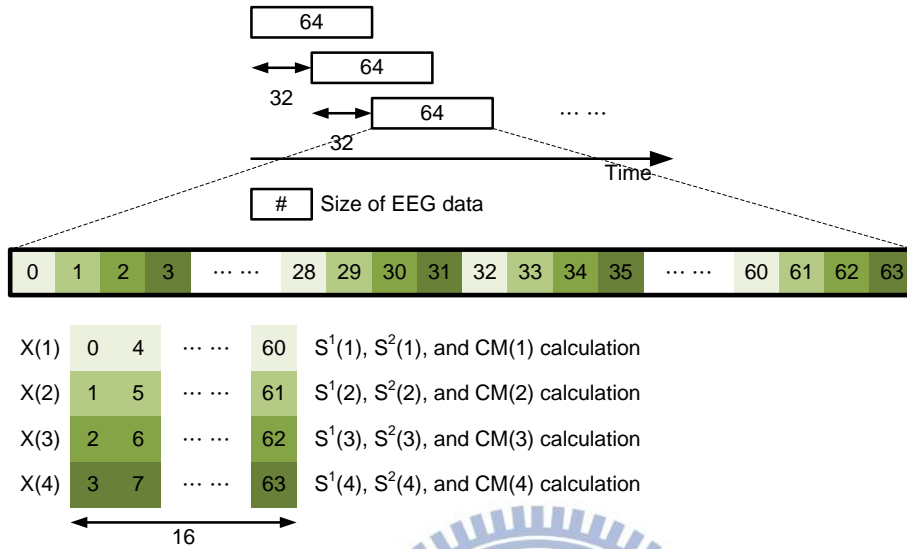 64
64
32
64 ... ...
32
Time
# Size of EEG data
0 1 2 3 ... ... 28 29 30 31 32 33 34 35 ... ... 60 61 62 63
X(1) 0 4 ... ... 60 S¹(1), S²(1), and CM(1) calculation
X(2) 1 5 ... ... 61 S¹(2), S²(2), and CM(2) calculation
X(3) 2 6 ... ... 62 S¹(3), S²(3), and CM(3) calculation
X(4) 3 7 ... ... 63 S¹(4), S²(4), and CM(4) calculation
16